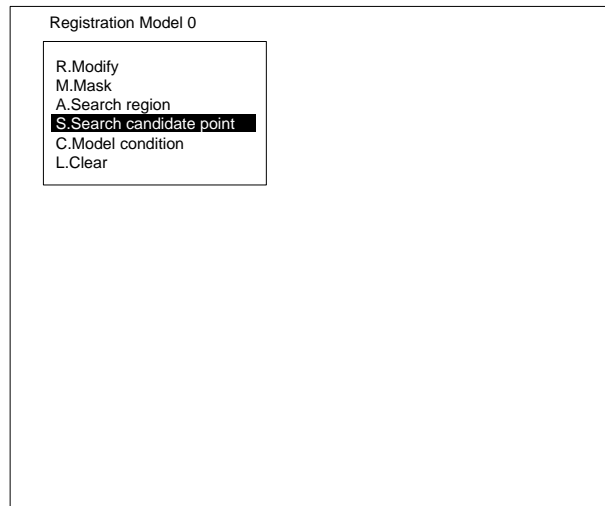 Registration Model 0
R.Modify
M.Mask
A.Search region
S.Search candidate point
C.Model condition
L.Clear